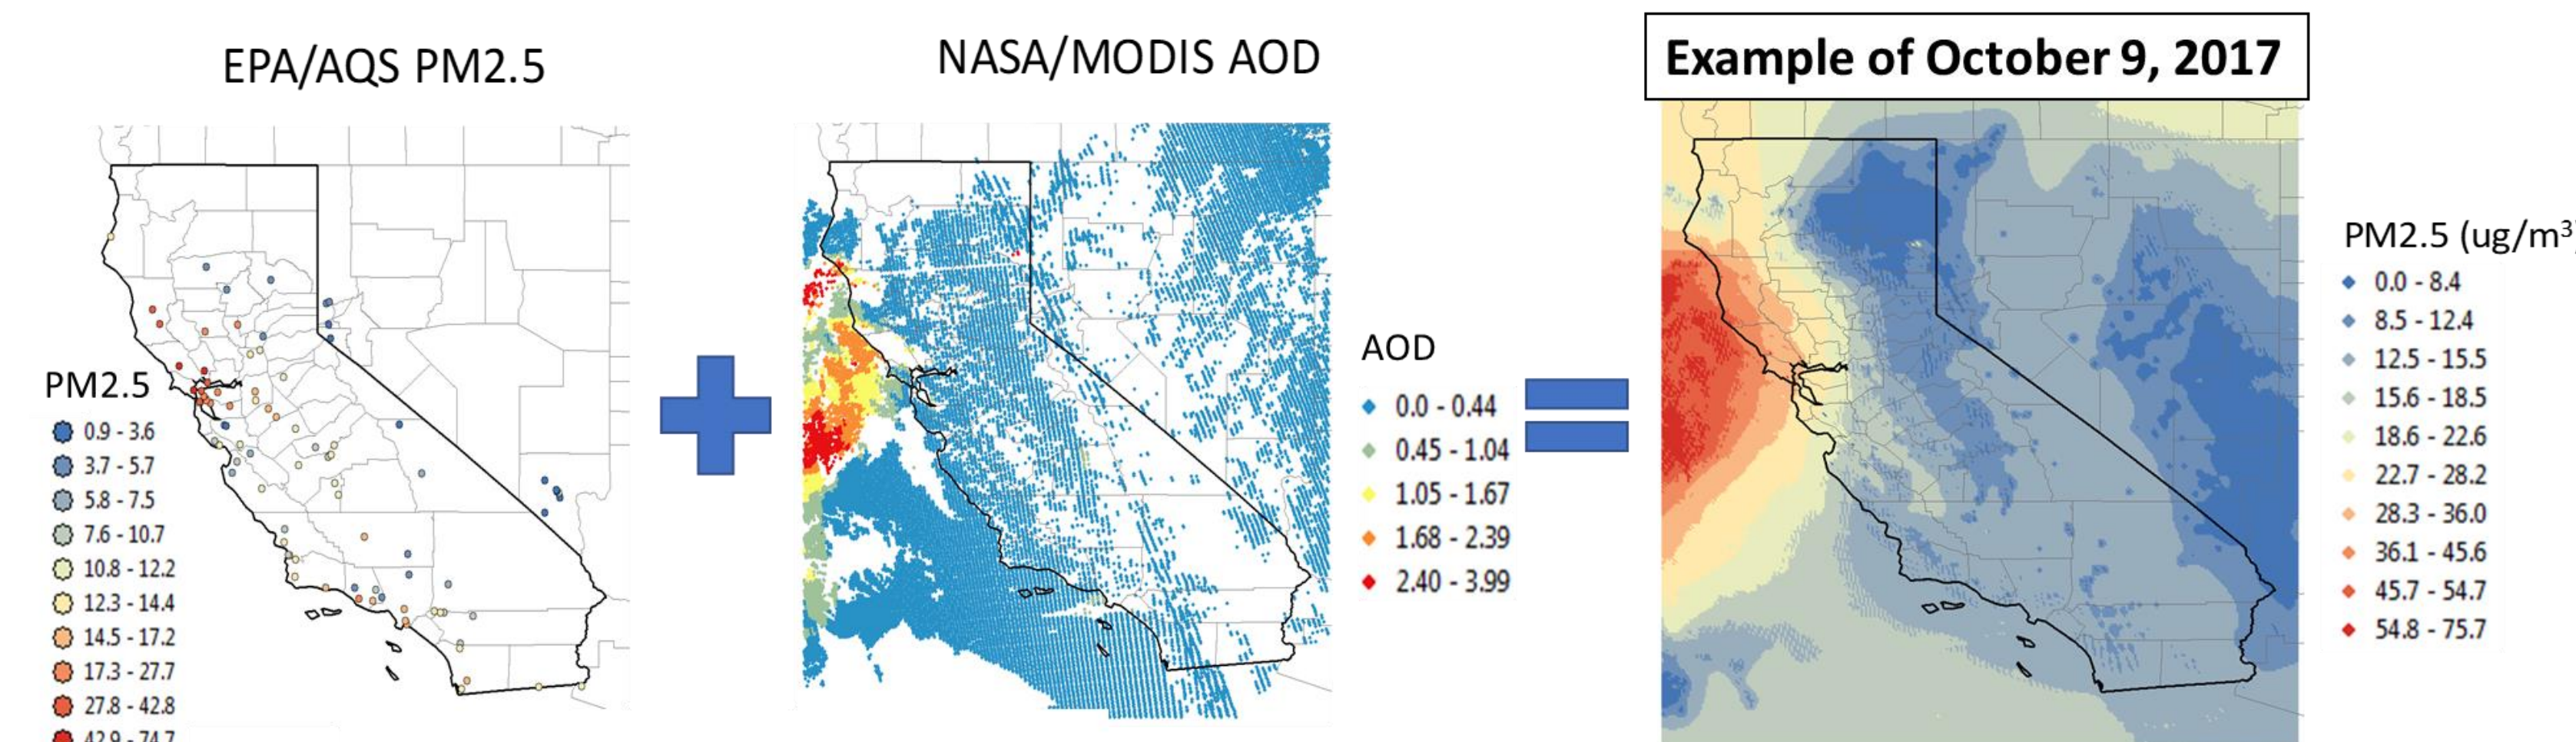 EPA/AQS PM2.5
NASA/MODIS AOD
Example of October 9, 2017
PM2.5
0.9 - 3.6
3.7 - 5.7
5.8 - 7.5
7.6 - 10.7
10.8 - 12.2
12.3 - 14.4
14.5 - 17.2
17.3 - 27.7
27.8 - 42.8
42.9 - 74.7
AOD
0.0 - 0.44
0.45 - 1.04
1.05 - 1.67
1.68 - 2.39
2.40 - 3.99
PM2.5 (ug/m³)
0.0 - 8.4
8.5 - 12.4
12.5 - 15.5
15.6 - 18.5
18.6 - 22.6
22.7 - 28.2
28.3 - 36.0
36.1 - 45.6
45.7 - 54.7
54.8 - 75.7